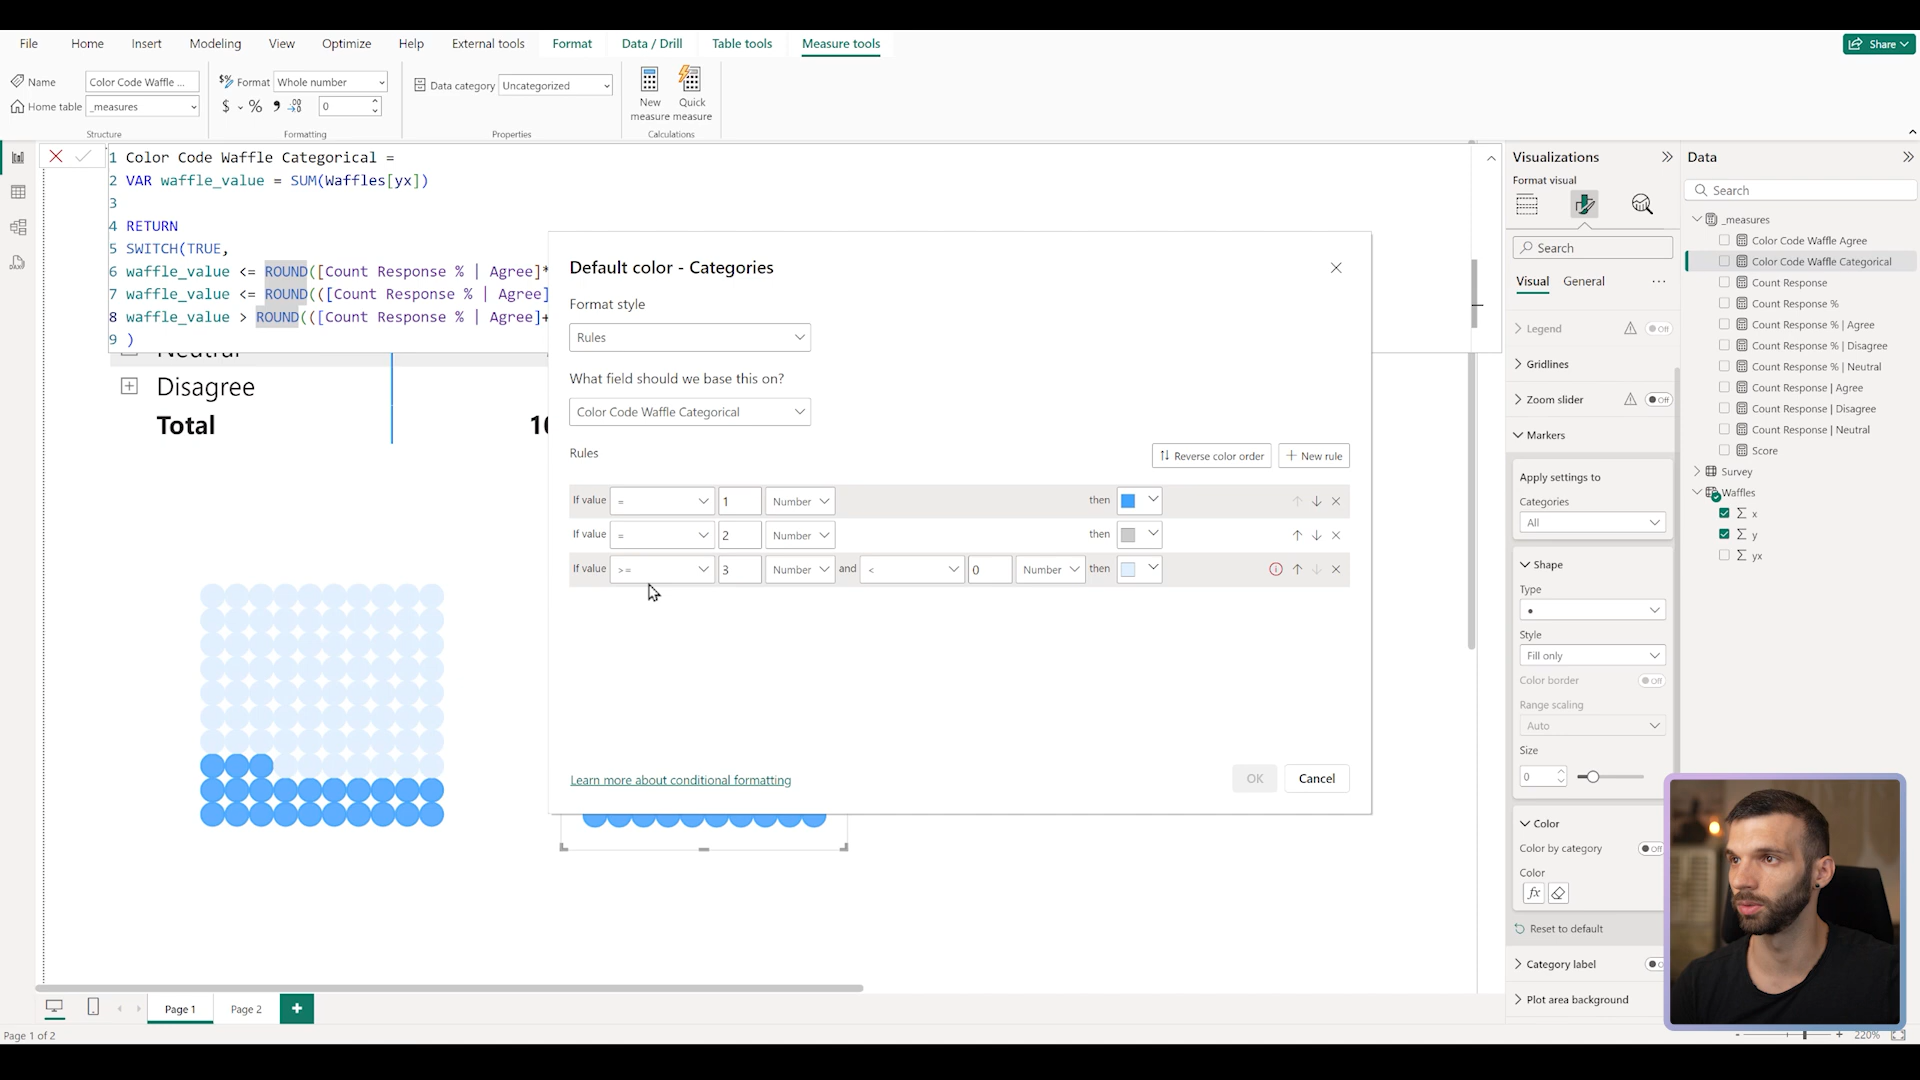 File Home Insert Modeling View Optimize Help External tools Format Data / Drill Table tools Measure tools
Share
Name Color Code Waffle ...
Format Whole number
Data category Uncategorized
New measure
Quick measure
Home table _measures
$ % 0
Structure Formatting Properties Calculations
1 Color Code Waffle Categorical =
2 VAR waffle_value = SUM(Waffles[yx])
3
4 RETURN
5 SWITCH(TRUE,
6 waffle_value <= ROUND([Count Response % | Agree]*
7 waffle_value <= ROUND(([Count Response % | Agree]
8 waffle_value > ROUND(([Count Response % | Agree]+
9 )
Neutral
Disagree
Total
Default color - Categories
Format style
Rules
What field should we base this on?
Color Code Waffle Categorical
Rules
Reverse color order
+ New rule
If value = 1 Number then
If value = 2 Number then
If value >= 3 Number and < 0 Number then
Learn more about conditional formatting
OK
Cancel
Visualizations
Format visual
Search
Visual General ...
Legend Off
Gridlines
Zoom slider Off
Markers
Apply settings to
Categories
All
Shape
Type
Style
Fill only
Color border Off
Range scaling
Auto
Size
0
Color
Color by category Off
Color
fx
Reset to default
Category label
Plot area background
Data
Search
_measures
Color Code Waffle Agree
Color Code Waffle Categorical
Count Response
Count Response %
Count Response % | Agree
Count Response % | Disagree
Count Response % | Neutral
Count Response | Agree
Count Response | Disagree
Count Response | Neutral
Score
Survey
Waffles
Σ x
Σ y
Σ yx
Page 1 Page 2 +
Page 1 of 2
- + 220%